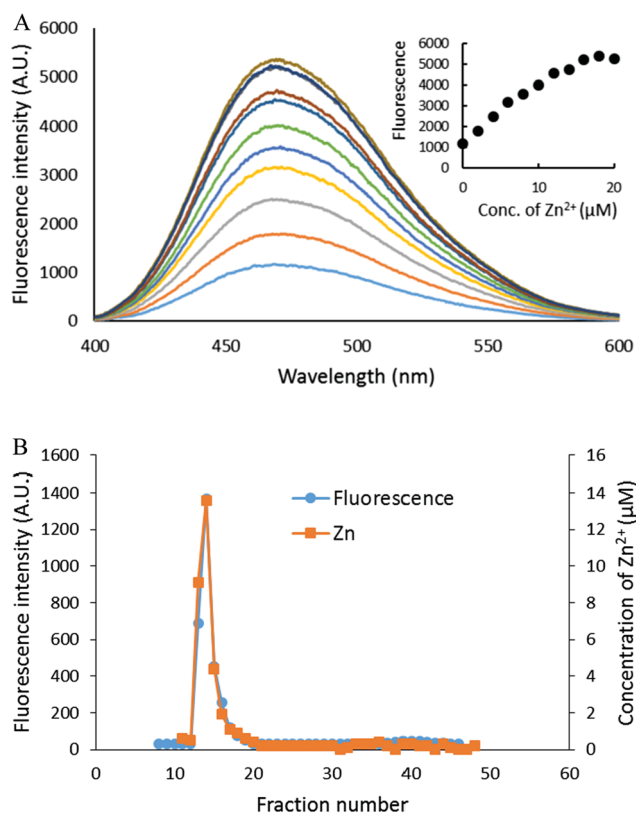 A
Fluorescence intensity (A.U.)
6000
5000
4000
3000
2000
1000
0
400 450 500 550 600
Wavelength (nm)
Fluorescence
6000
5000
4000
3000
2000
1000
0
0 10 20
Conc. of Zn²⁺ (µM)
B
Fluorescence intensity (A.U.)
1600
1400
1200
1000
800
600
400
200
0
Fluorescence
Zn
16
14
12
10
8
6
4
2
0
Concentration of Zn²⁺ (µM)
0 10 20 30 40 50 60
Fraction number